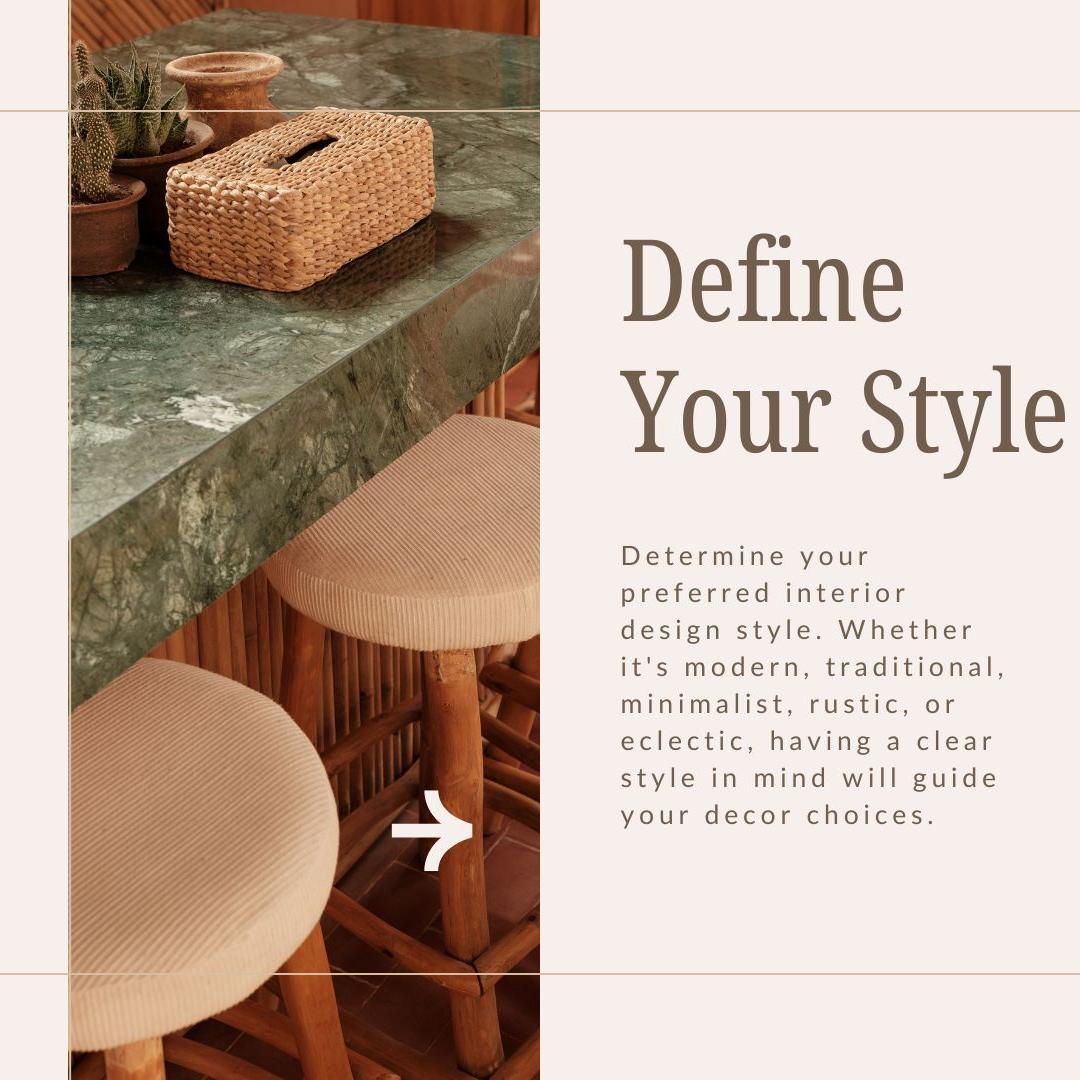 Define
Your Style
Determine your
preferred interior
design style. Whether
it's modern, traditional,
minimalist, rustic, or
eclectic, having a clear
style in mind will guide
your decor choices.